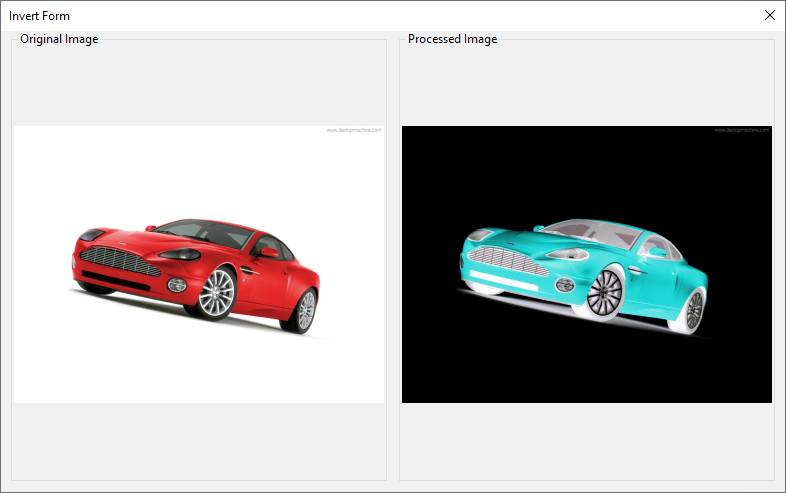 Invert Form
Original Image
Processed Image
www.desktopmachine.com
www.desktopmachine.com